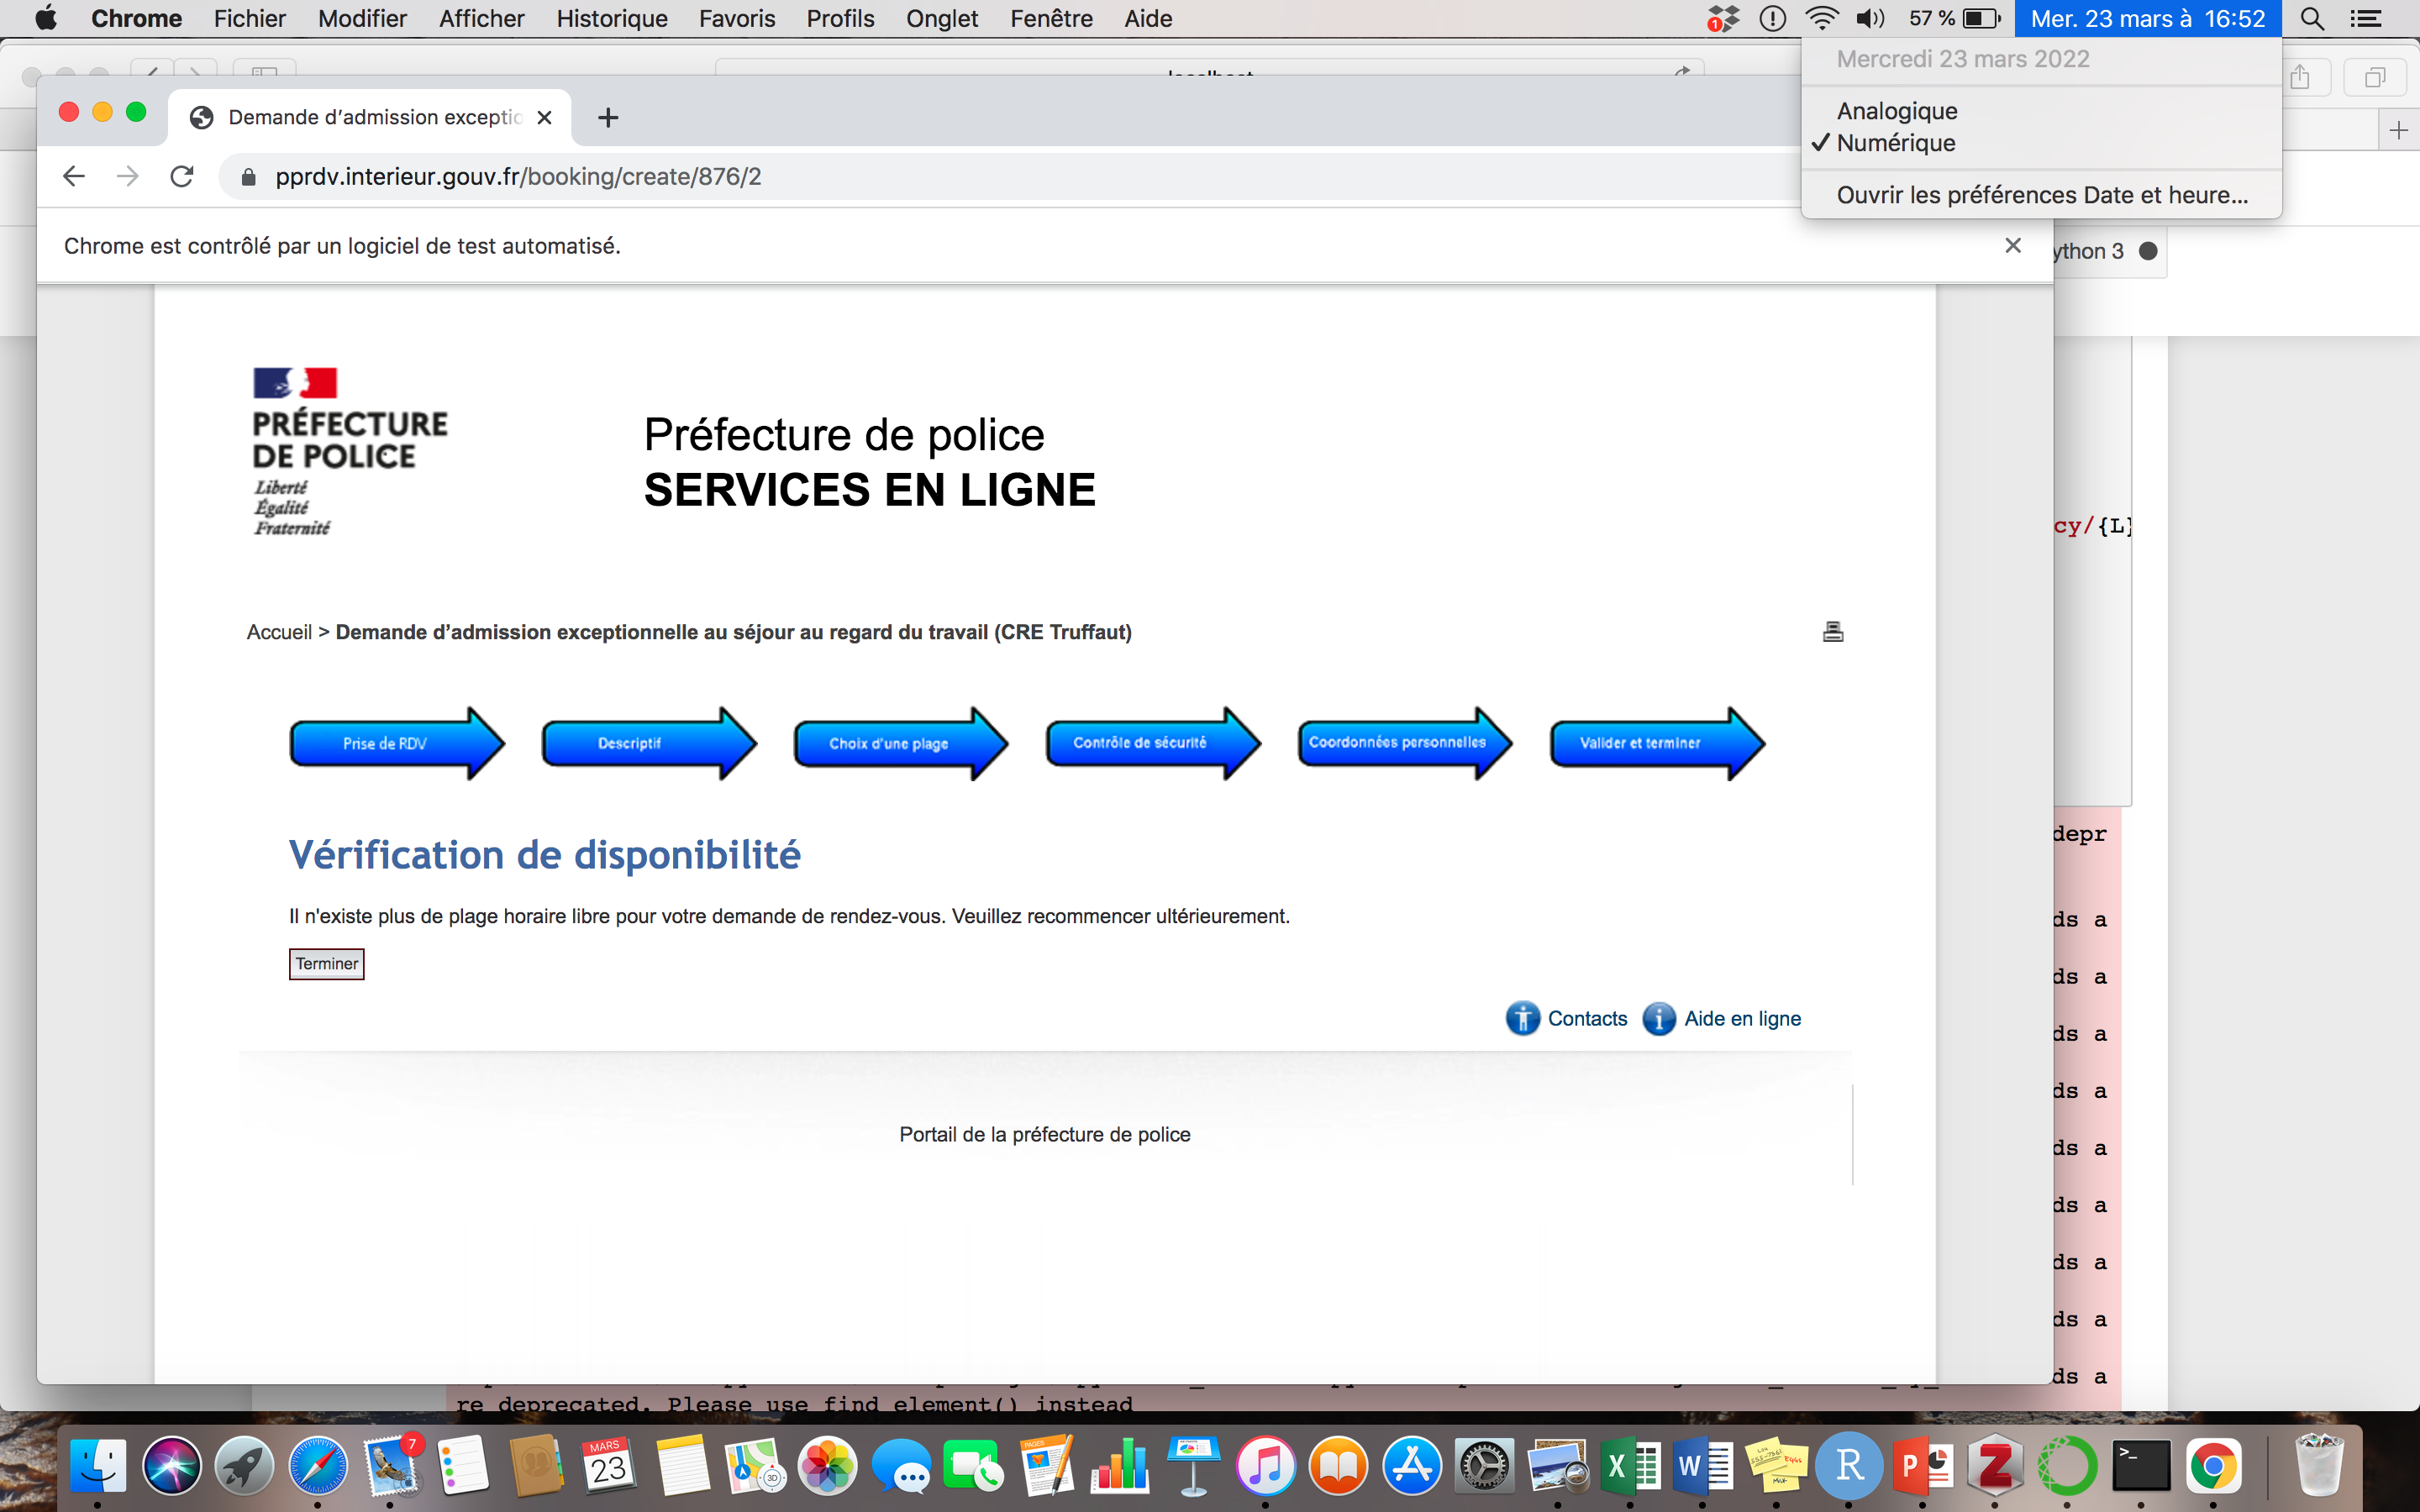 Chrome Fichier Modifier Afficher Historique Favoris Profils Onglet Fenêtre Aide 1 57 % Mer. 23 mars à 16:52
Mercredi 23 mars 2022
Analogique
✓ Numérique
Ouvrir les préférences Date et heure...
Demande d'admission exceptio
pprdv.interieur.gouv.fr/booking/create/876/2
Chrome est contrôlé par un logiciel de test automatisé.
ython 3
PRÉFECTURE
DE POLICE
Liberté
Égalité
Fraternité
Préfecture de police
SERVICES EN LIGNE
cy/{L}
Accueil > Demande d'admission exceptionnelle au séjour au regard du travail (CRE Truffaut)
Prise de RDV Descriptif Choix d'une plage Contrôle de sécurité Coordonnées personnelles Valider et terminer
depr
Vérification de disponibilité
Il n'existe plus de plage horaire libre pour votre demande de rendez-vous. Veuillez recommencer ultérieurement.
ds a
Terminer
ds a
Contacts Aide en ligne
ds a
ds a
Portail de la préfecture de police
ds a
ds a
ds a
ds a
ds a
re deprecated. Please use find_element() instead
7
MARS
23
3D
PAGES
X W R P Z
>_